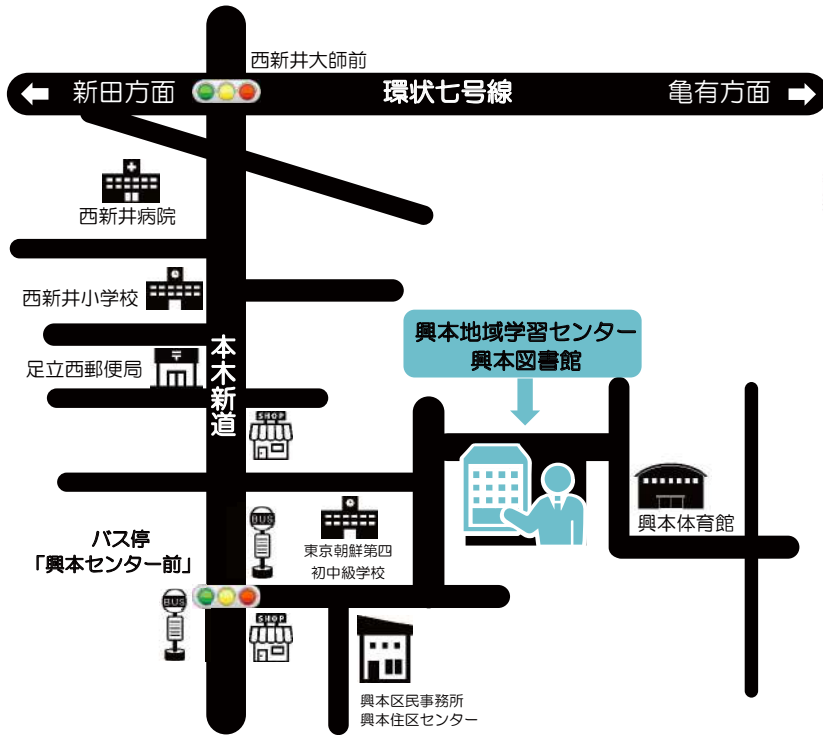 西新井大師前
新田方面
環状七号線
亀有方面
西新井病院
西新井小学校
足立西郵便局
本木新道
SHOP
興本地域学習センター
興本図書館
興本体育館
バス停
「興本センター前」
BUS
東京朝鮮第四
初中級学校
BUS
SHOP
興本区民事務所
興本住区センター